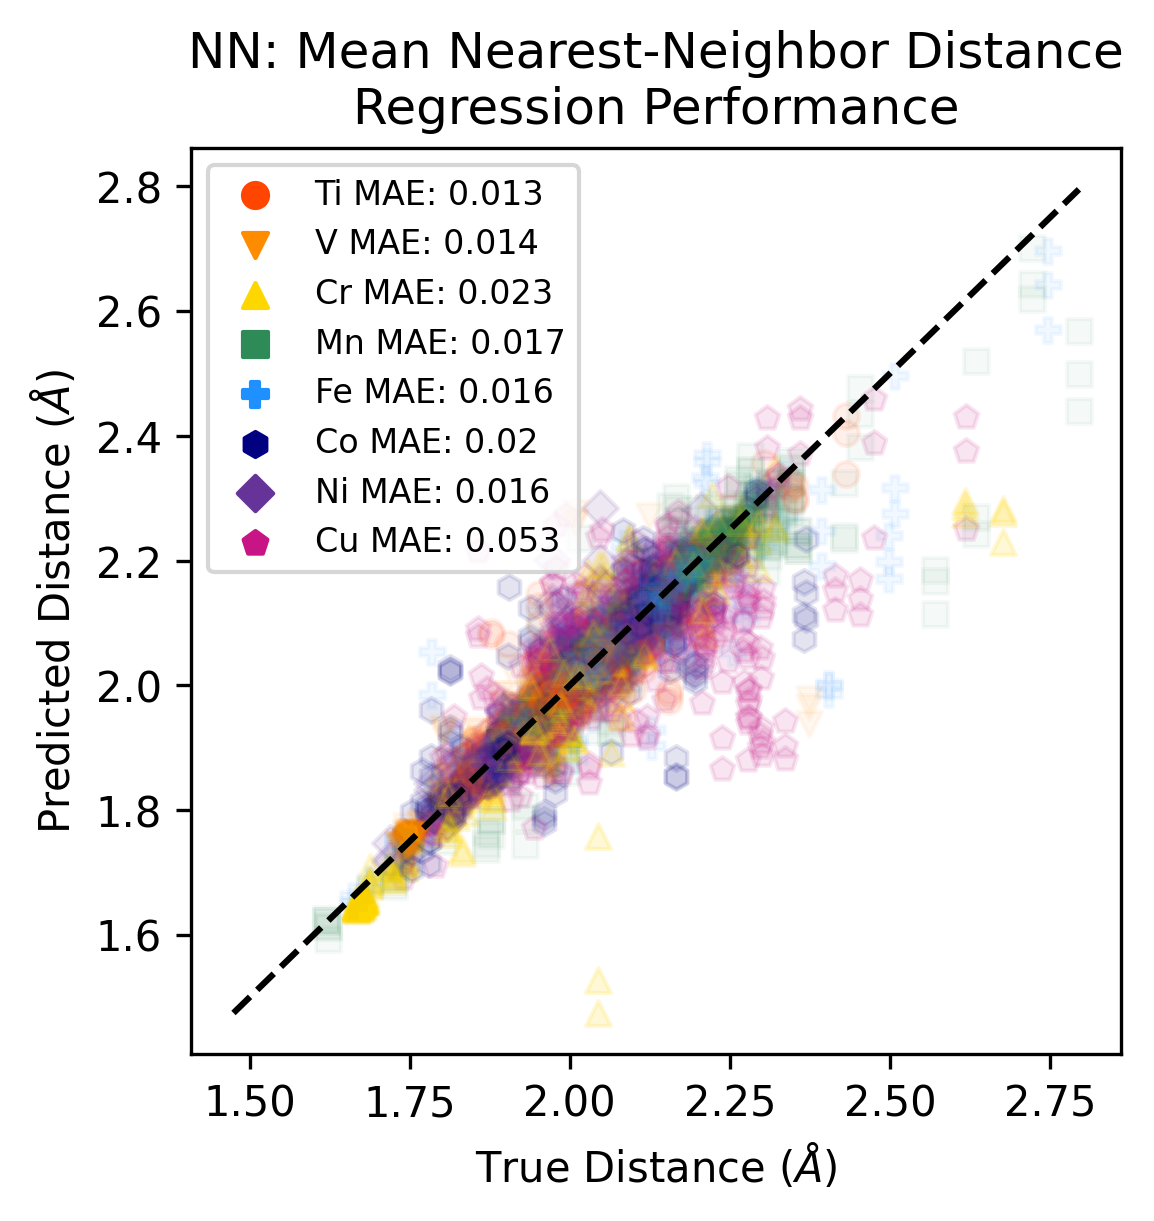 NN: Mean Nearest-Neighbor Distance
Regression Performance
Ti MAE: 0.013
V MAE: 0.014
Cr MAE: 0.023
Mn MAE: 0.017
Fe MAE: 0.016
Co MAE: 0.02
Ni MAE: 0.016
Cu MAE: 0.053
Predicted Distance (Å)
2.8
2.6
2.4
2.2
2.0
1.8
1.6
1.50 1.75 2.00 2.25 2.50 2.75
True Distance (Å)